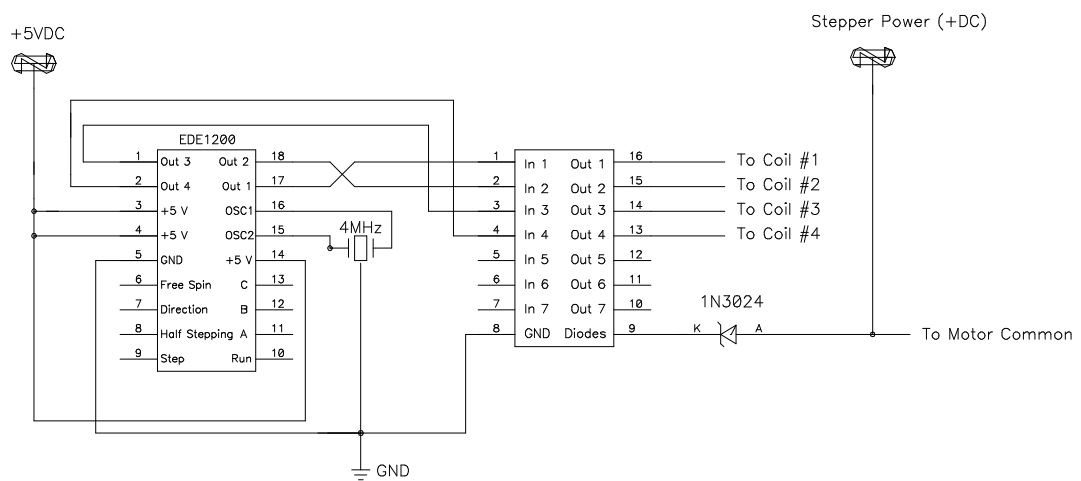 +5VDC
Stepper Power (+DC)
EDE1200
1 Out 3 Out 2 18
2 Out 4 Out 1 17
3 +5 V OSC1 16
4 +5 V OSC2 15
5 GND +5 V 14
6 Free Spin C 13
7 Direction B 12
8 Half Stepping A 11
9 Step Run 10
4MHz
1 In 1 Out 1 16 To Coil #1
2 In 2 Out 2 15 To Coil #2
3 In 3 Out 3 14 To Coil #3
4 In 4 Out 4 13 To Coil #4
5 In 5 Out 5 12
6 In 6 Out 6 11
7 In 7 Out 7 10
8 GND Diodes 9
1N3024
K A
To Motor Common
GND